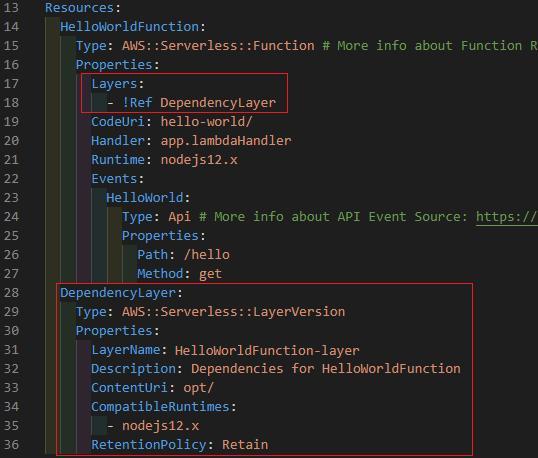 13 Resources:
14 HelloWorldFunction:
15 Type: AWS::Serverless::Function # More info about Function R
16 Properties:
17 Layers:
18 - !Ref DependencyLayer
19 CodeUri: hello-world/
20 Handler: app.lambdaHandler
21 Runtime: nodejs12.x
22 Events:
23 HelloWorld:
24 Type: Api # More info about API Event Source: https://
25 Properties:
26 Path: /hello
27 Method: get
28 DependencyLayer:
29 Type: AWS::Serverless::LayerVersion
30 Properties:
31 LayerName: HelloWorldFunction-layer
32 Description: Dependencies for HelloWorldFunction
33 ContentUri: opt/
34 CompatibleRuntimes:
35 - nodejs12.x
36 RetentionPolicy: Retain